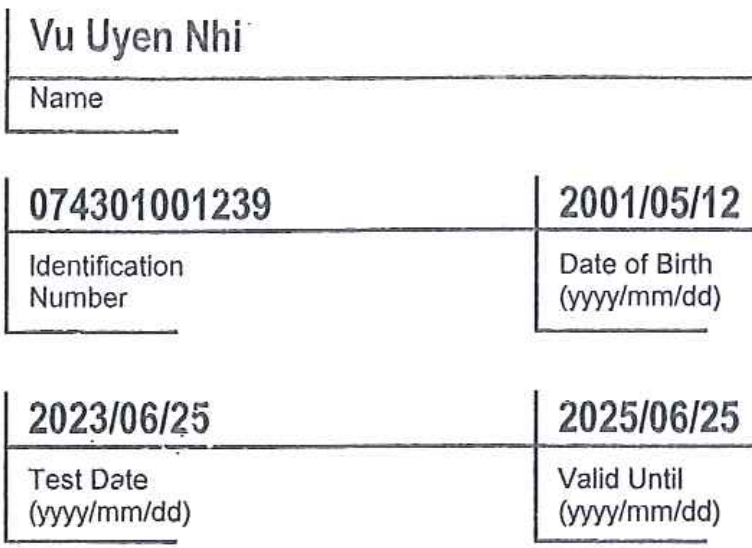 Vu Uyen Nhi
Name
074301001239
2001/05/12
Identification
Number
Date of Birth
(yyyy/mm/dd)
2023/06/25
2025/06/25
Test Date
(yyyy/mm/dd)
Valid Until
(yyyy/mm/dd)